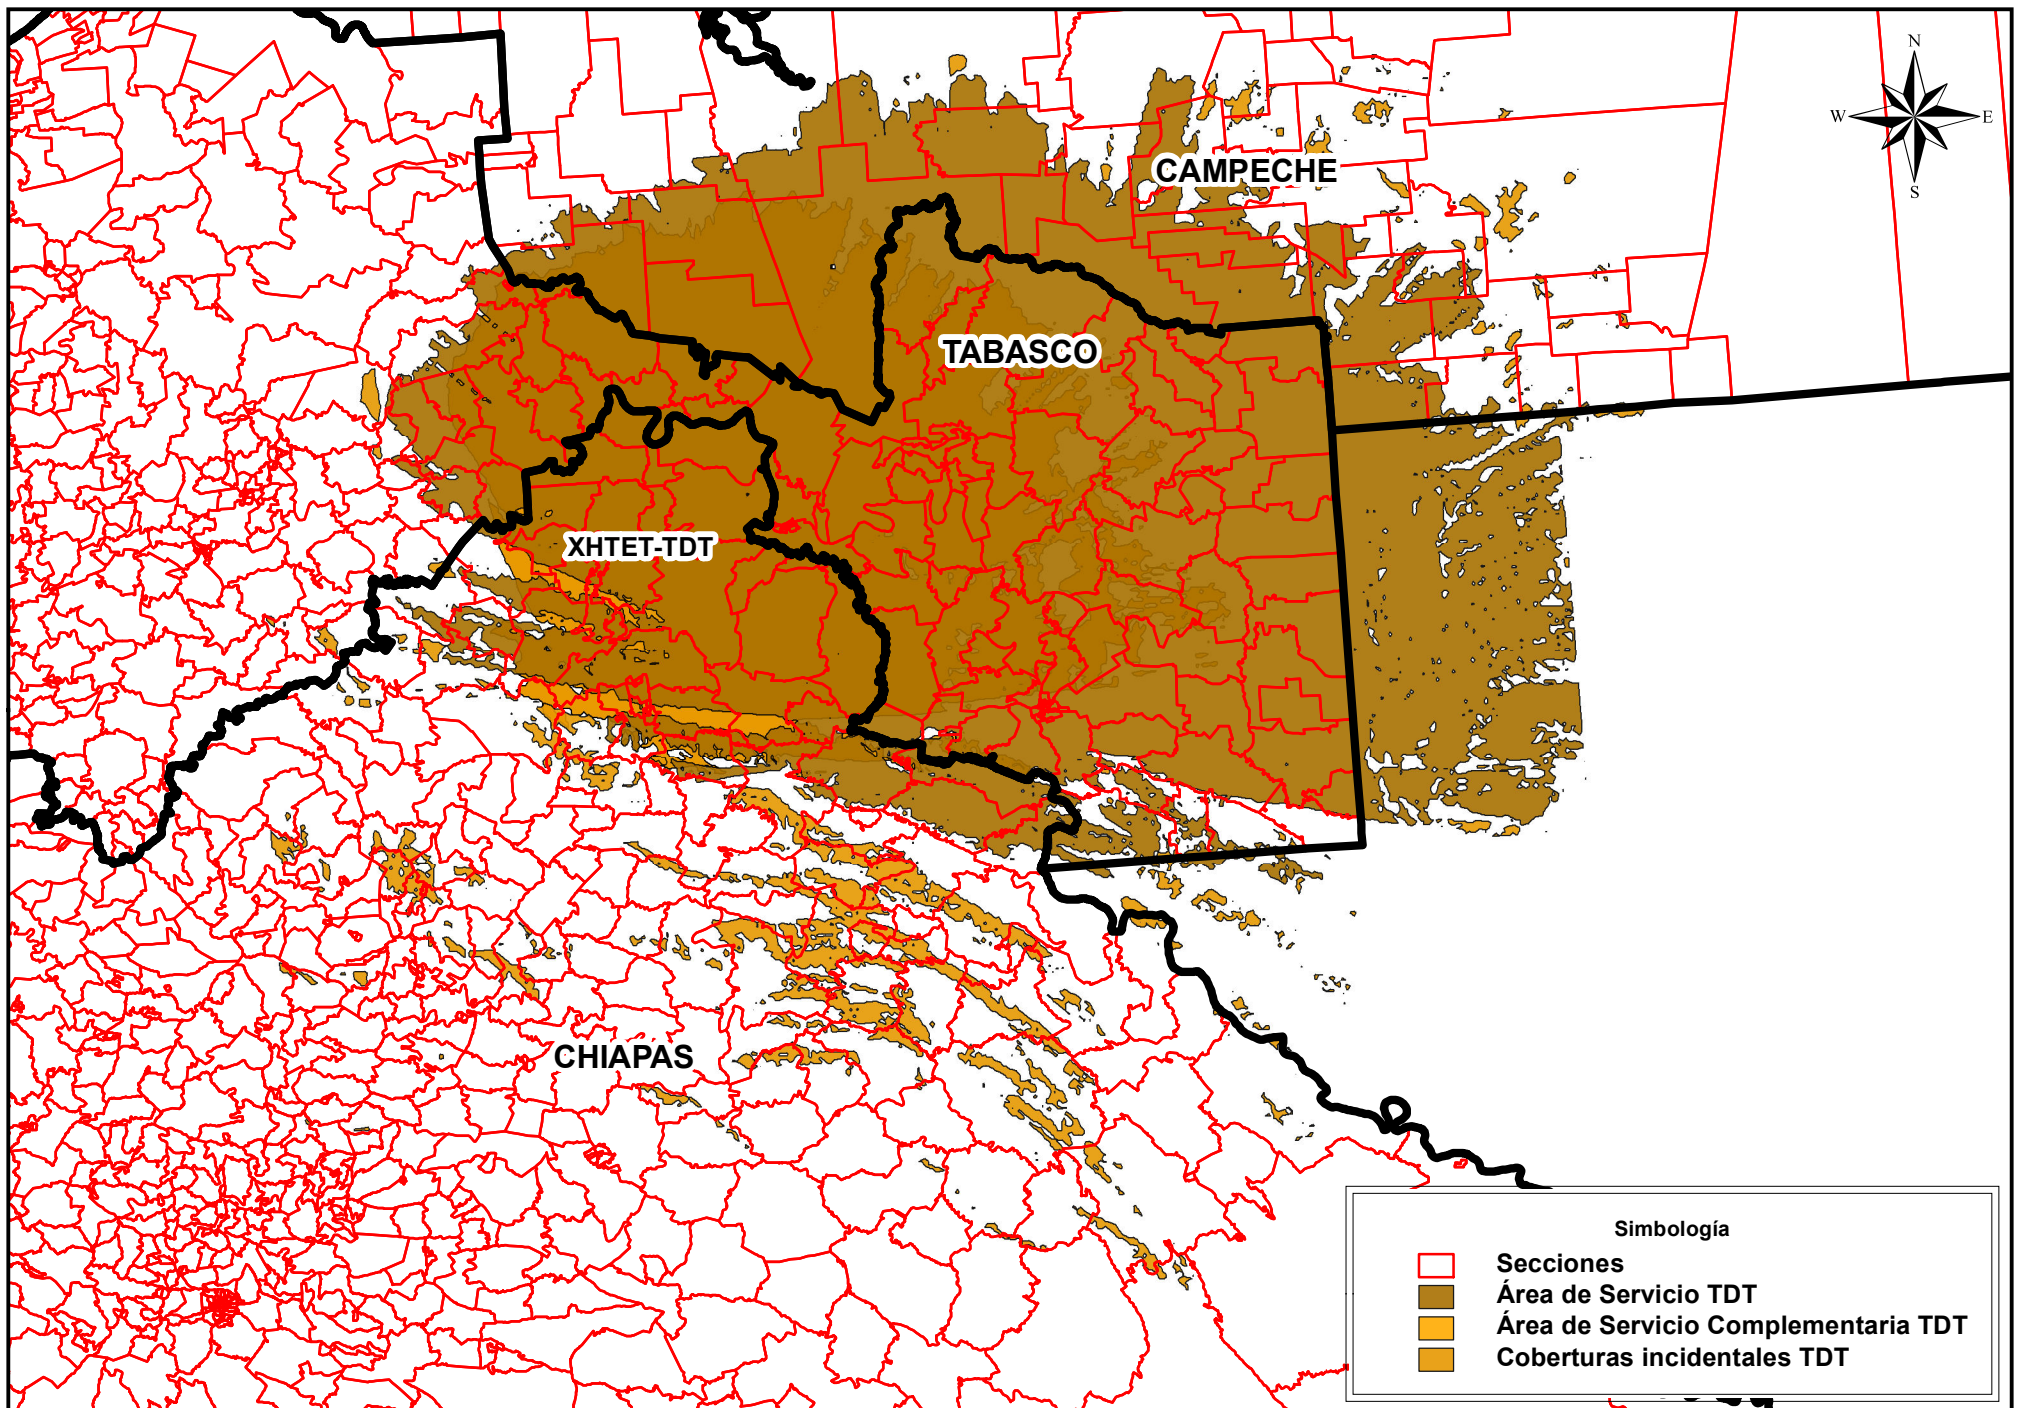 N
W E
S
CAMPECHE
TABASCO
XHTET-TDT
CHIAPAS
Simbología
Secciones
Área de Servicio TDT
Área de Servicio Complementaria TDT
Coberturas incidentales TDT